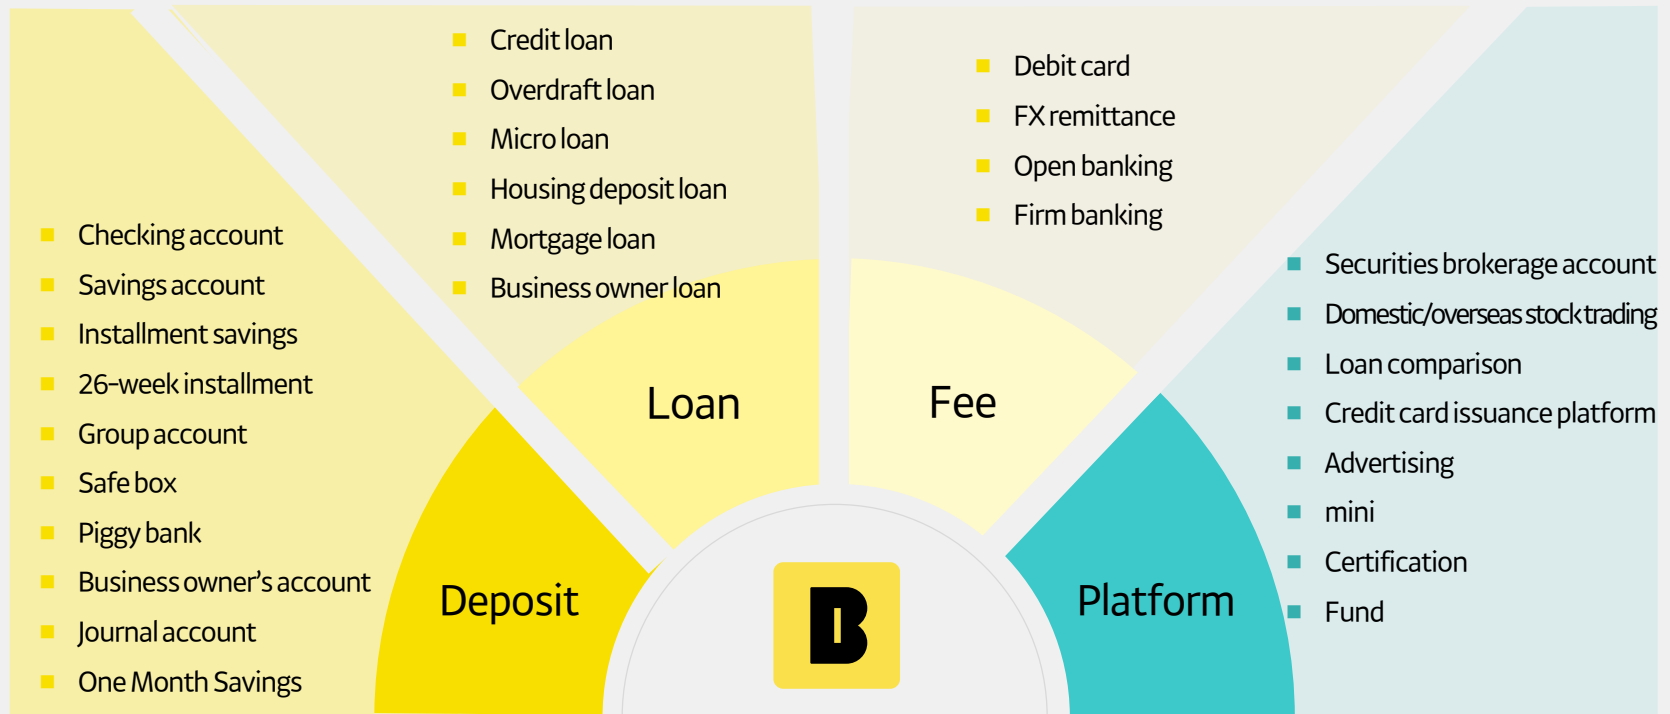 Checking account
Savings account
Installment savings
26-week installment
Group account
Safe box
Piggy bank
Business owner's account
Journal account
One Month Savings
Deposit
Credit loan
Overdraft loan
Micro loan
Housing deposit loan
Mortgage loan
Business owner loan
Loan
Debit card
FX remittance
Open banking
Firm banking
Fee
Securities brokerage account
Domestic/overseas stock trading
Loan comparison
Credit card issuance platform
Advertising
mini
Certification
Fund
Platform
B